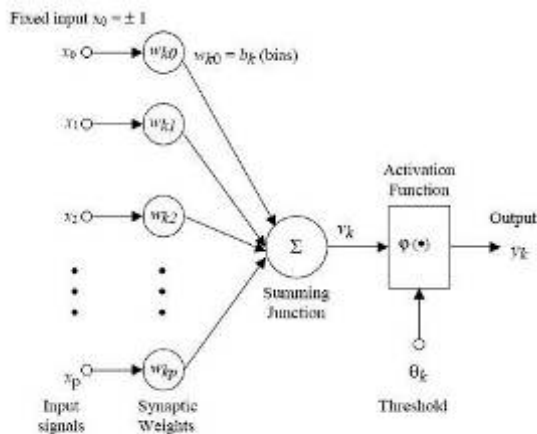 Fixed input x0 = ± 1
x0
wk0
wk0 = bk (bias)
x1
wk1
Activation
Function
x2
wk2
Σ
vk
φ (•)
Output
yk
Summing
Junction
xp
wkp
θk
Input
signals
Synaptic
Weights
Threshold